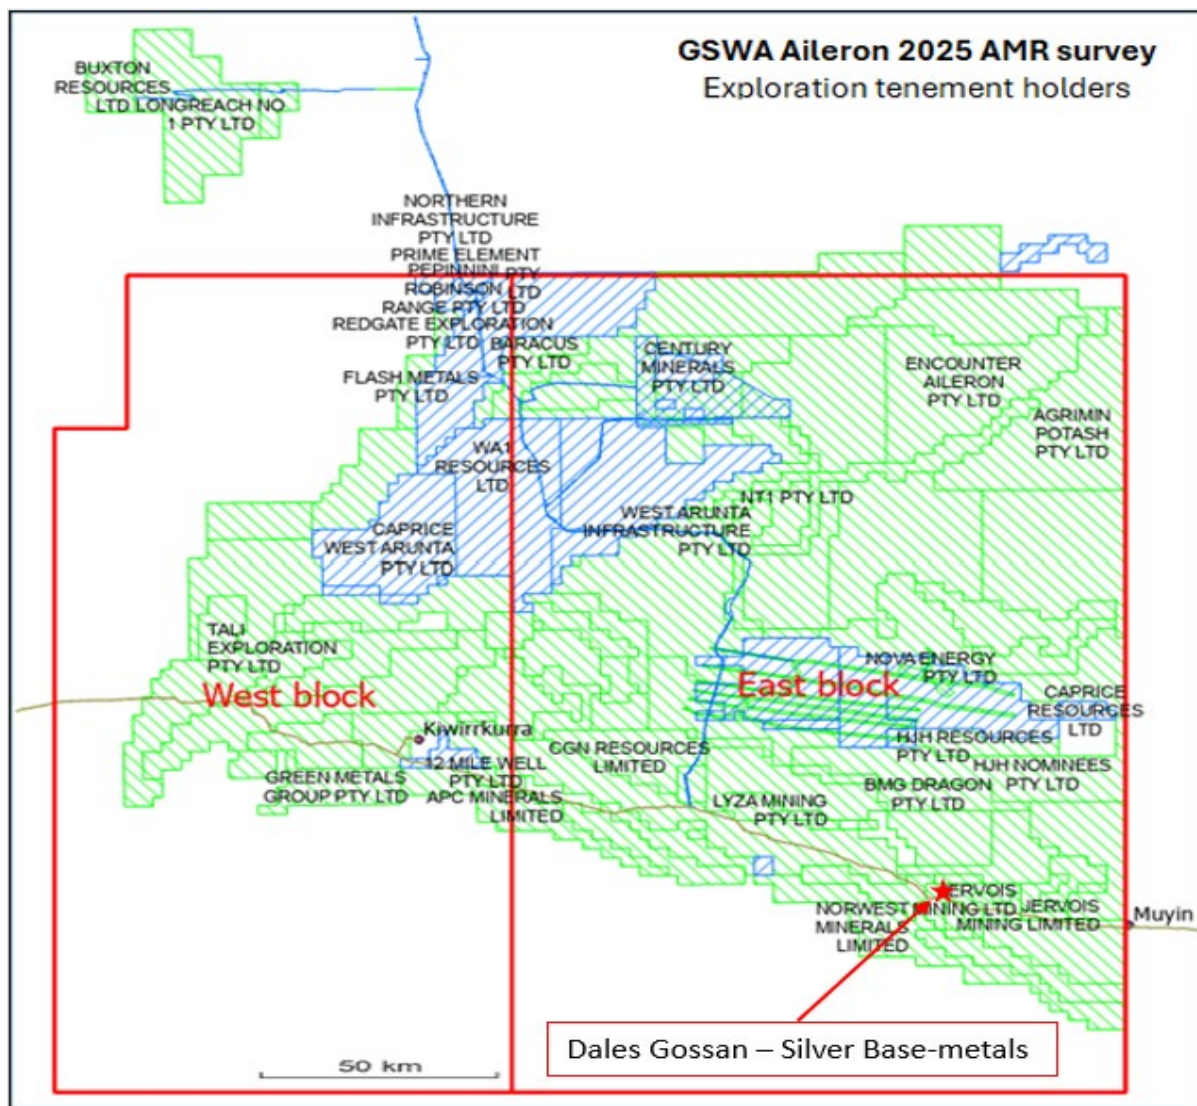 GSWA Aileron 2025 AMR survey
Exploration tenement holders
BUXTON
RESOURCES
LTD LONGREACH NO
1 PTY LTD
NORTHERN
INFRASTRUCTURE
PTY LTD
PRIME ELEMENT
PEPINNINI PTY
ROBINSON LTD
RANGE PTY LTD
REDGATE EXPLORATION
PTY LTD
BARACUS
PTY LTD
CENTURY
MINERALS
PTY LTD
FLASH METALS
PTY LTD
ENCOUNTER
AILERON
PTY LTD
AGRIMIN
POTASH
PTY LTD
WA1
RESOURCES
LTD
NT1 PTY LTD
WEST ARUNTA
INFRASTRUCTURE
PTY LTD
CAPRICE
WEST ARUNTA
PTY LTD
TALI
EXPLORATION
PTY LTD
West block
East block
NOVA ENERGY
PTY LTD
CAPRICE
RESOURCES
LTD
Kiwirrkurra
12 MILE WELL
PTY LTD
CGN RESOURCES
LIMITED
HJH RESOURCES
PTY LTD
HJH NOMINEES
PTY LTD
GREEN METALS
GROUP PTY LTD
APC MINERALS
LIMITED
BMG DRAGON
PTY LTD
LYZA MINING
PTY LTD
ERVOIS
MINING LTD
NORWEST
MINERALS
LIMITED
JERVOIS
MINING LIMITED
Muyin
Dales Gossan – Silver Base-metals
50 km